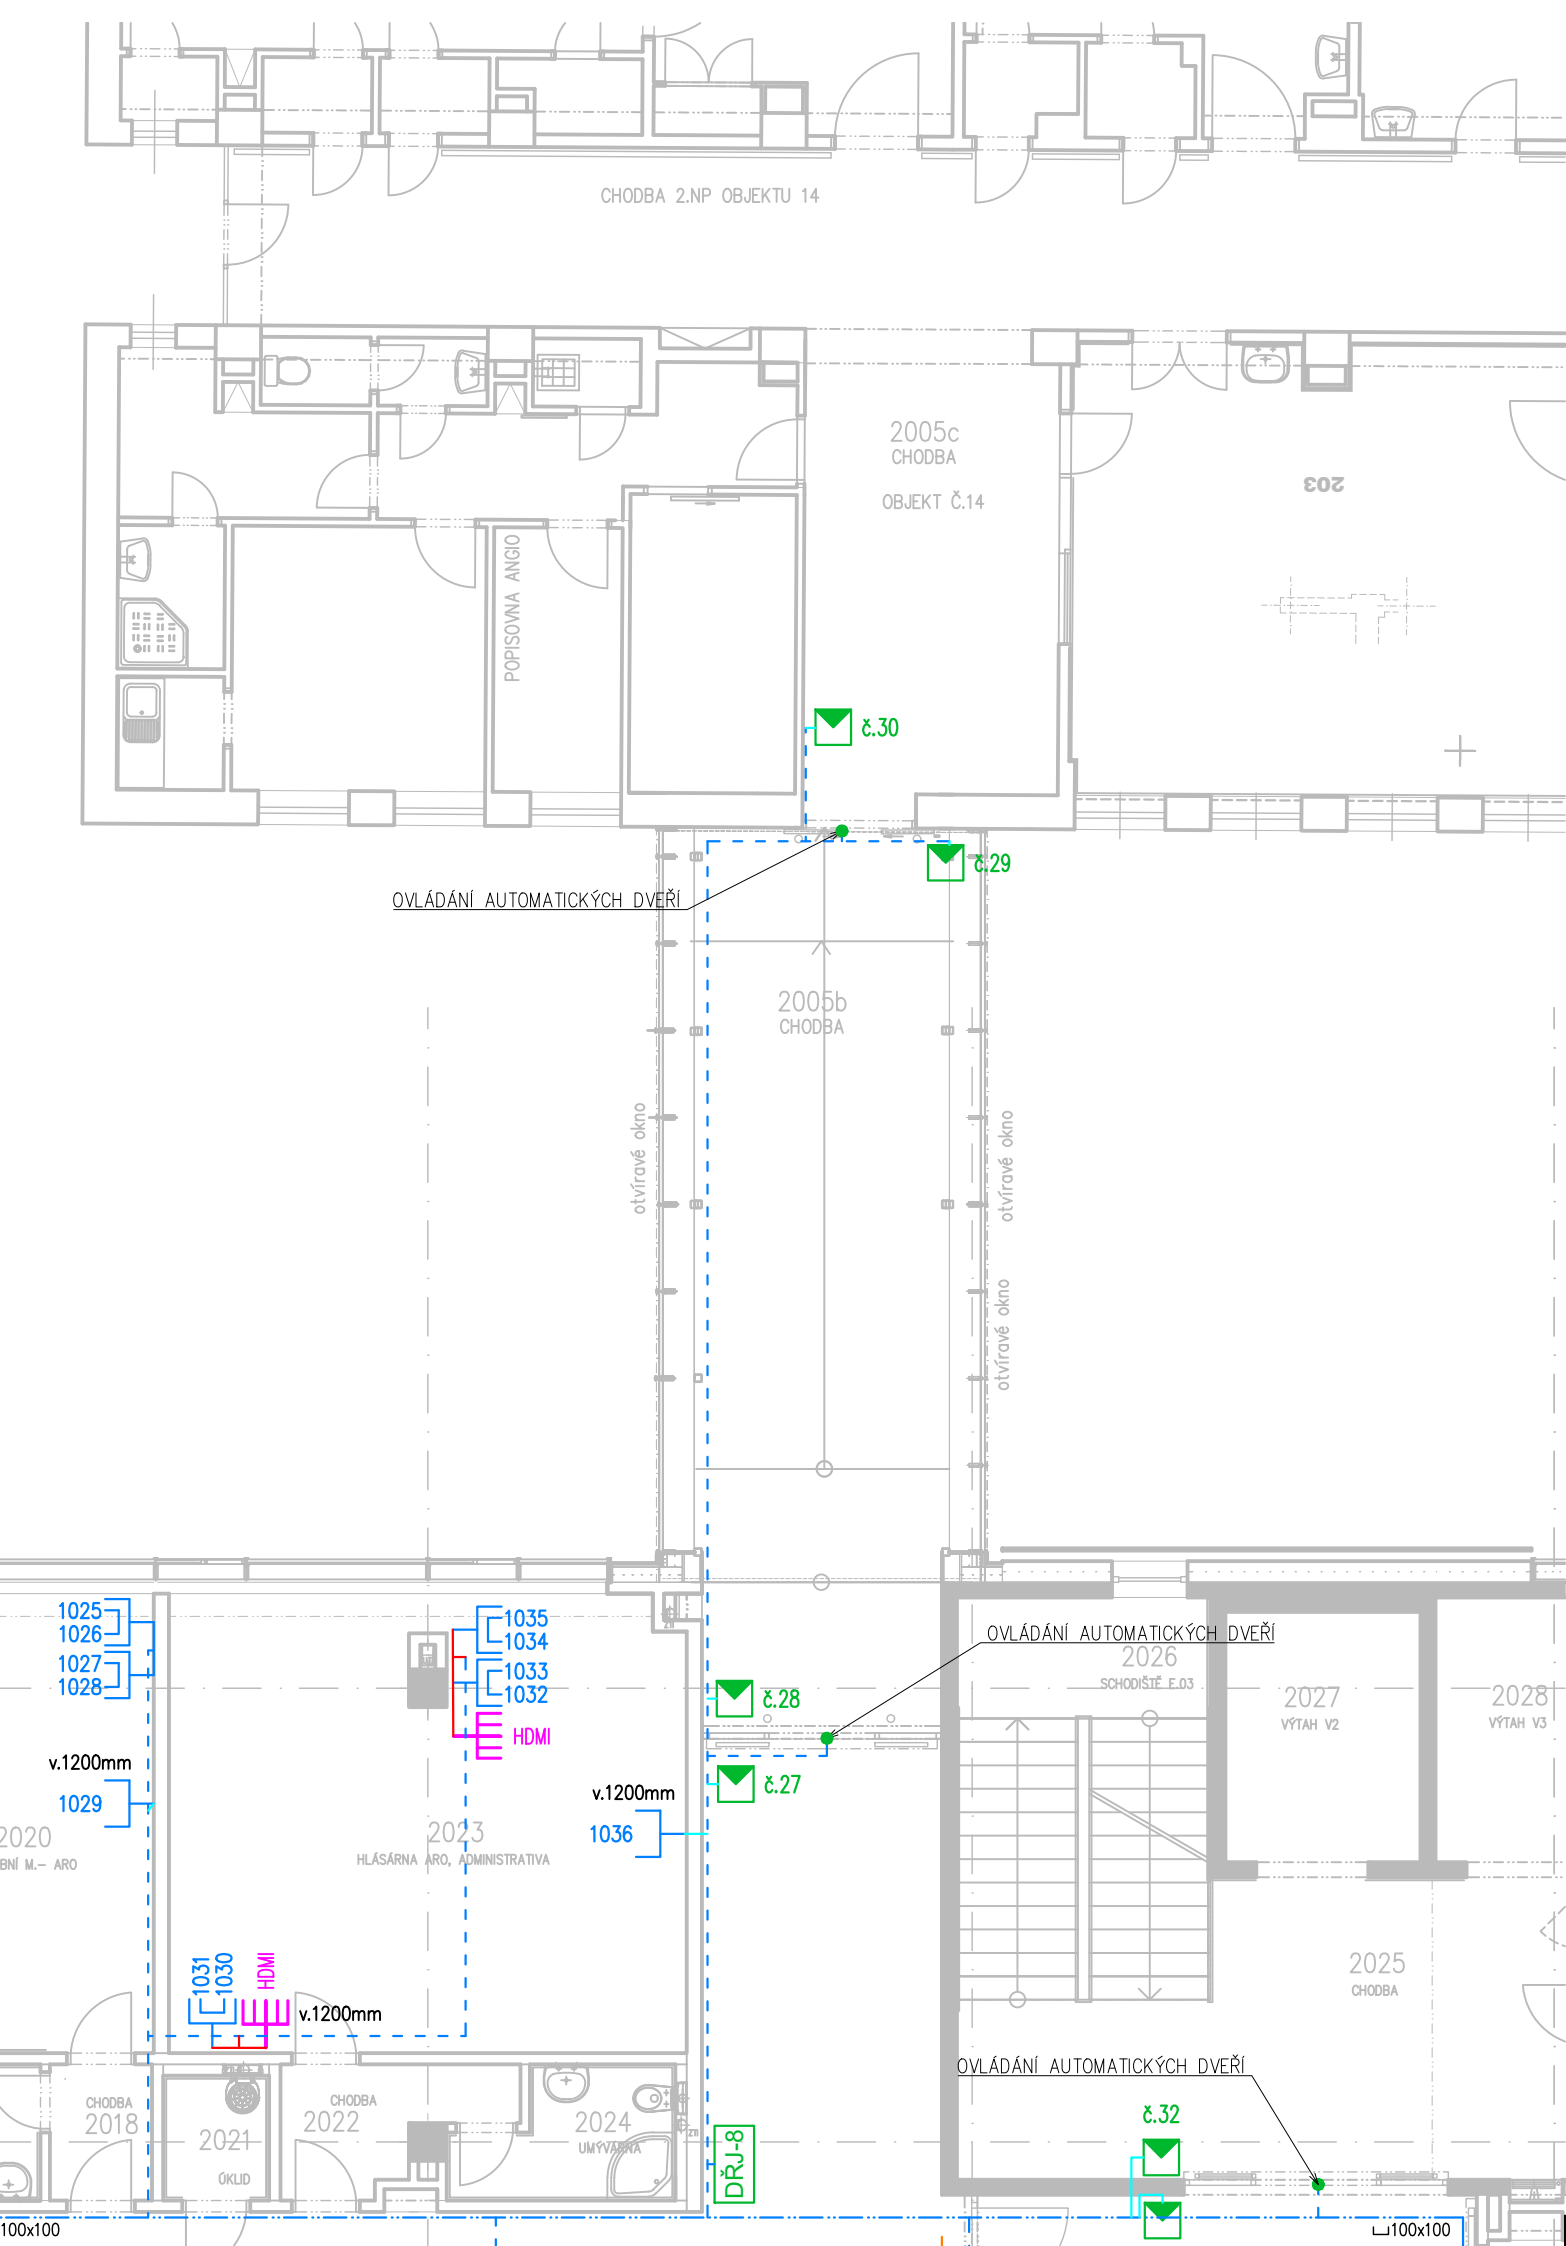 CHODBA 2.NP OBJEKTU 14
2005c
CHODBA
OBJEKT Č.14
203
POPISOVNA ANGIO
č.30
č.29
OVLÁDÁNÍ AUTOMATICKÝCH DVEŘÍ
2005b
CHODBA
otvíravé okno
otvíravé okno
otvíravé okno
1025
1026
1027
1028
1035
1034
1033
1032
HDMI
OVLÁDÁNÍ AUTOMATICKÝCH DVEŘÍ
2026
SCHODIŠTĚ E.03
2027
VÝTAH V2
2028
VÝTAH V3
č.28
č.27
v.1200mm
1029
v.1200mm
1036
2020
BNÍ M.– ARO
2023
HLÁSÁRNA ARO, ADMINISTRATIVA
1031
1030
HDMI
v.1200mm
2025
CHODBA
OVLÁDÁNÍ AUTOMATICKÝCH DVEŘÍ
CHODBA
2018
2021
ÚKLID
CHODBA
2022
2024
UMÝVÁRNA
DŘJ-8
č.32
100x100
100x100